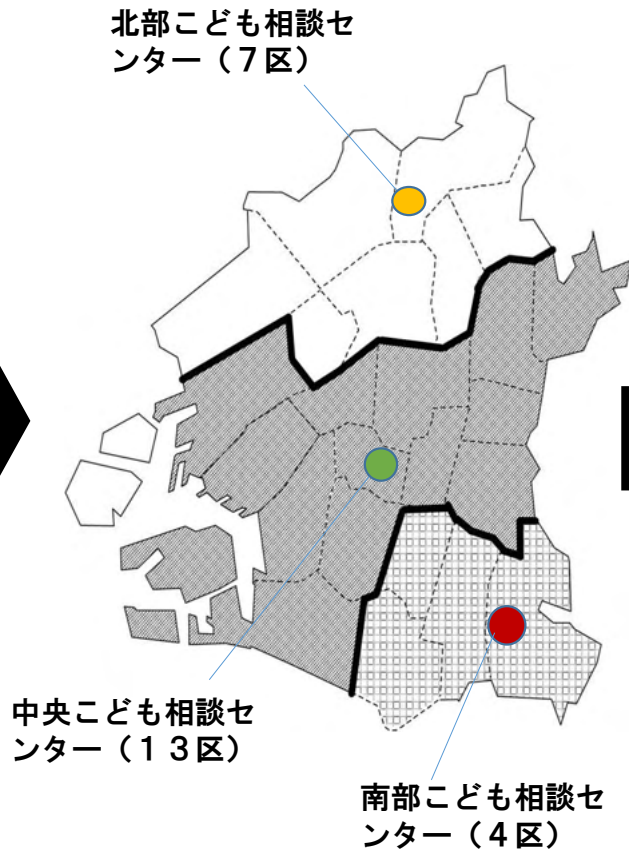 北部こども相談セ
ンター（７区）
中央こども相談セ
ンター（１３区）
南部こども相談セ
ンター（４区）